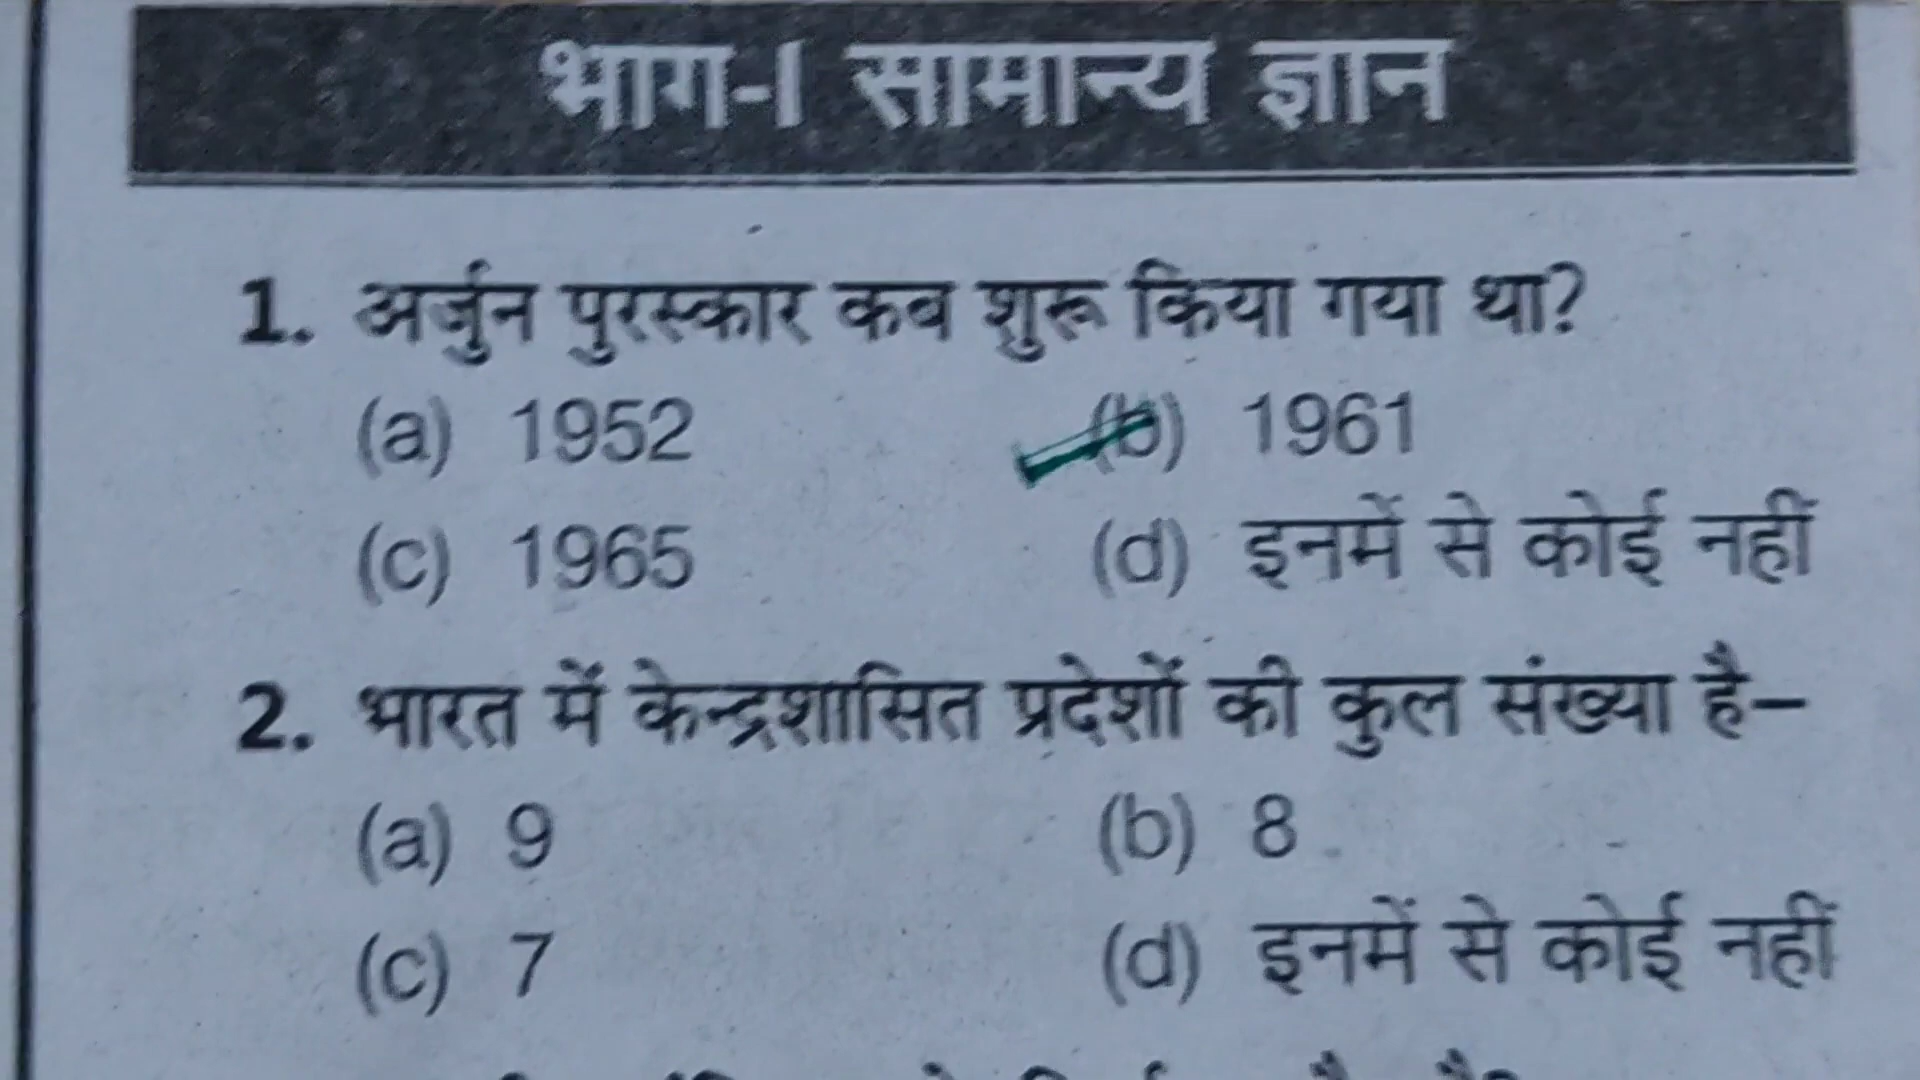 भाग-I सामान्य ज्ञान
1. अर्जुन पुरस्कार कब शुरू किया गया था?
(a) 1952 (b) 1961
(c) 1965 (d) इनमें से कोई नहीं
2. भारत में केन्द्रशासित प्रदेशों की कुल संख्या है–
(a) 9 (b) 8
(c) 7 (d) इनमें से कोई नहीं